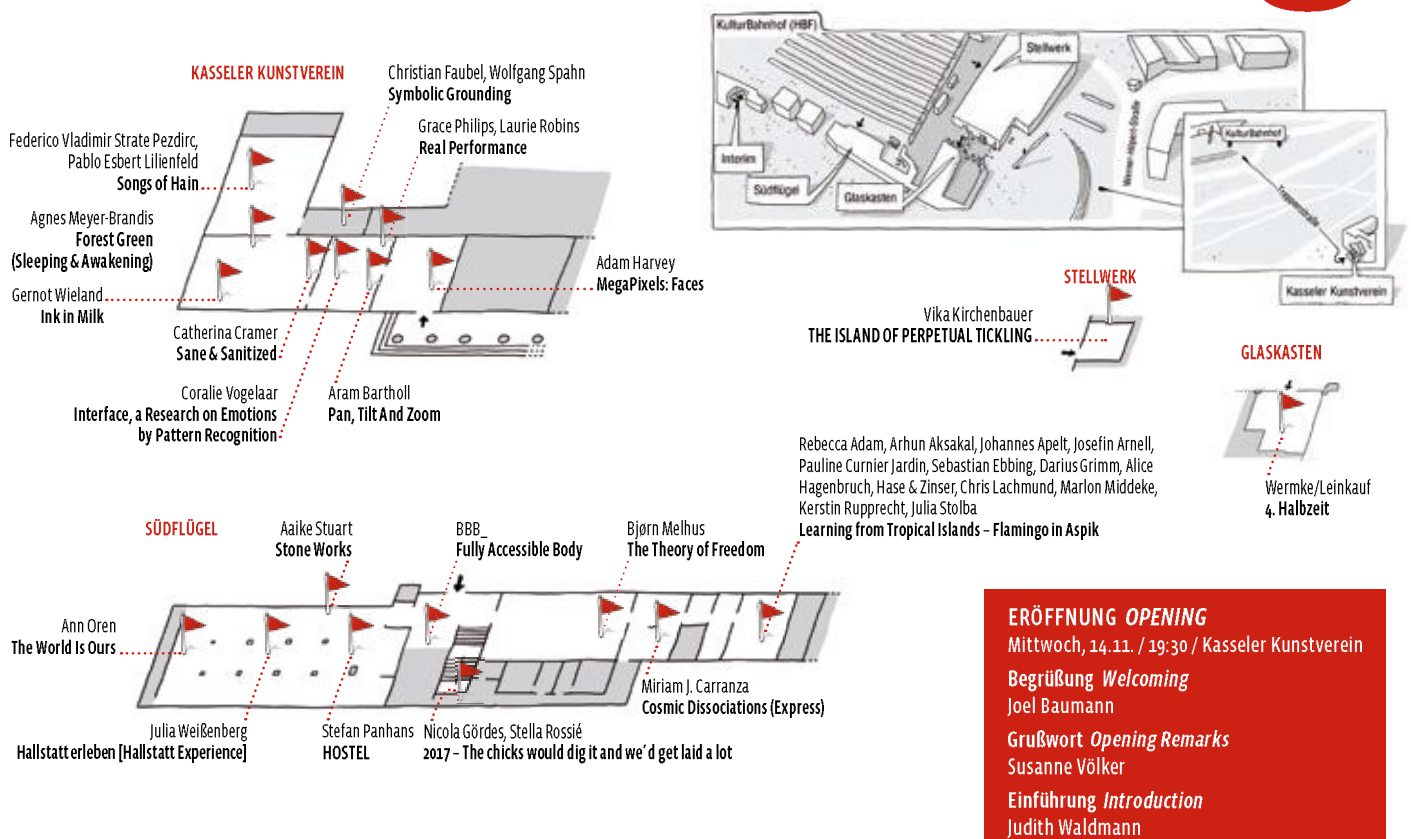 KulturBahnhof (HBF)
Stellwerk
Interim
Südflügel
Glaskasten
Werner-Hilpert-Straße
KulturBahnhof
Treppenstraße
Kasseler Kunstverein
KASSELER KUNSTVEREIN
Christian Faubel, Wolfgang Spahn
Symbolic Grounding
Grace Philips, Laurie Robins
Real Performance
Federico Vladimir Strate Pezdirc,
Pablo Esbert Lilienfeld
Songs of Hain
Agnes Meyer-Brandis
Forest Green
(Sleeping & Awakening)
Gernot Wieland
Ink in Milk
Adam Harvey
MegaPixels: Faces
Catherina Cramer
Sane & Sanitized
Coralie Vogelaar
Interface, a Research on Emotions
by Pattern Recognition
Aram Bartholl
Pan, Tilt And Zoom
STELLWERK
Vika Kirchenbauer
THE ISLAND OF PERPETUAL TICKLING
GLASKASTEN
Wermke/Leinkauf
4. Halbzeit
SÜDFLÜGEL
Aaike Stuart
Stone Works
BBB_
Fully Accessible Body
Bjørn Melhus
The Theory of Freedom
Rebecca Adam, Arhun Aksakal, Johannes Apelt, Josefin Arnell,
Pauline Curnier Jardin, Sebastian Ebbing, Darius Grimm, Alice
Hagenbruch, Hase & Zinser, Chris Lachmund, Marlon Middeke,
Kerstin Rupprecht, Julia Stolba
Learning from Tropical Islands – Flamingo in Aspik
Ann Oren
The World Is Ours
Julia Weißenberg
Hallstatt erleben [Hallstatt Experience]
Stefan Panhans
HOSTEL
Nicola Gördes, Stella Rossié
2017 – The chicks would dig it and we´d get laid a lot
Miriam J. Carranza
Cosmic Dissociations (Express)
ERÖFFNUNG OPENING
Mittwoch, 14.11. / 19:30 / Kasseler Kunstverein
Begrüßung Welcoming
Joel Baumann
Grußwort Opening Remarks
Susanne Völker
Einführung Introduction
Judith Waldmann